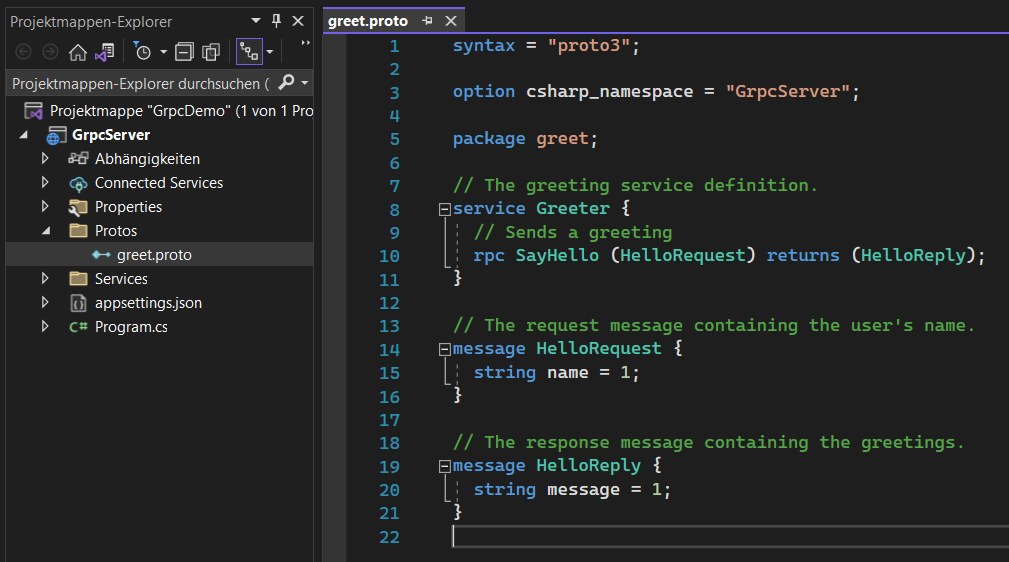 Projektmappen-Explorer
Projektmappen-Explorer durchsuchen (
Projektmappe "GrpcDemo" (1 von 1 Pro
GrpcServer
Abhängigkeiten
Connected Services
Properties
Protos
greet.proto
Services
appsettings.json
C# Program.cs
greet.proto
1 syntax = "proto3";
2
3 option csharp_namespace = "GrpcServer";
4
5 package greet;
6
7 // The greeting service definition.
8 service Greeter {
9 // Sends a greeting
10 rpc SayHello (HelloRequest) returns (HelloReply);
11 }
12
13 // The request message containing the user's name.
14 message HelloRequest {
15 string name = 1;
16 }
17
18 // The response message containing the greetings.
19 message HelloReply {
20 string message = 1;
21 }
22